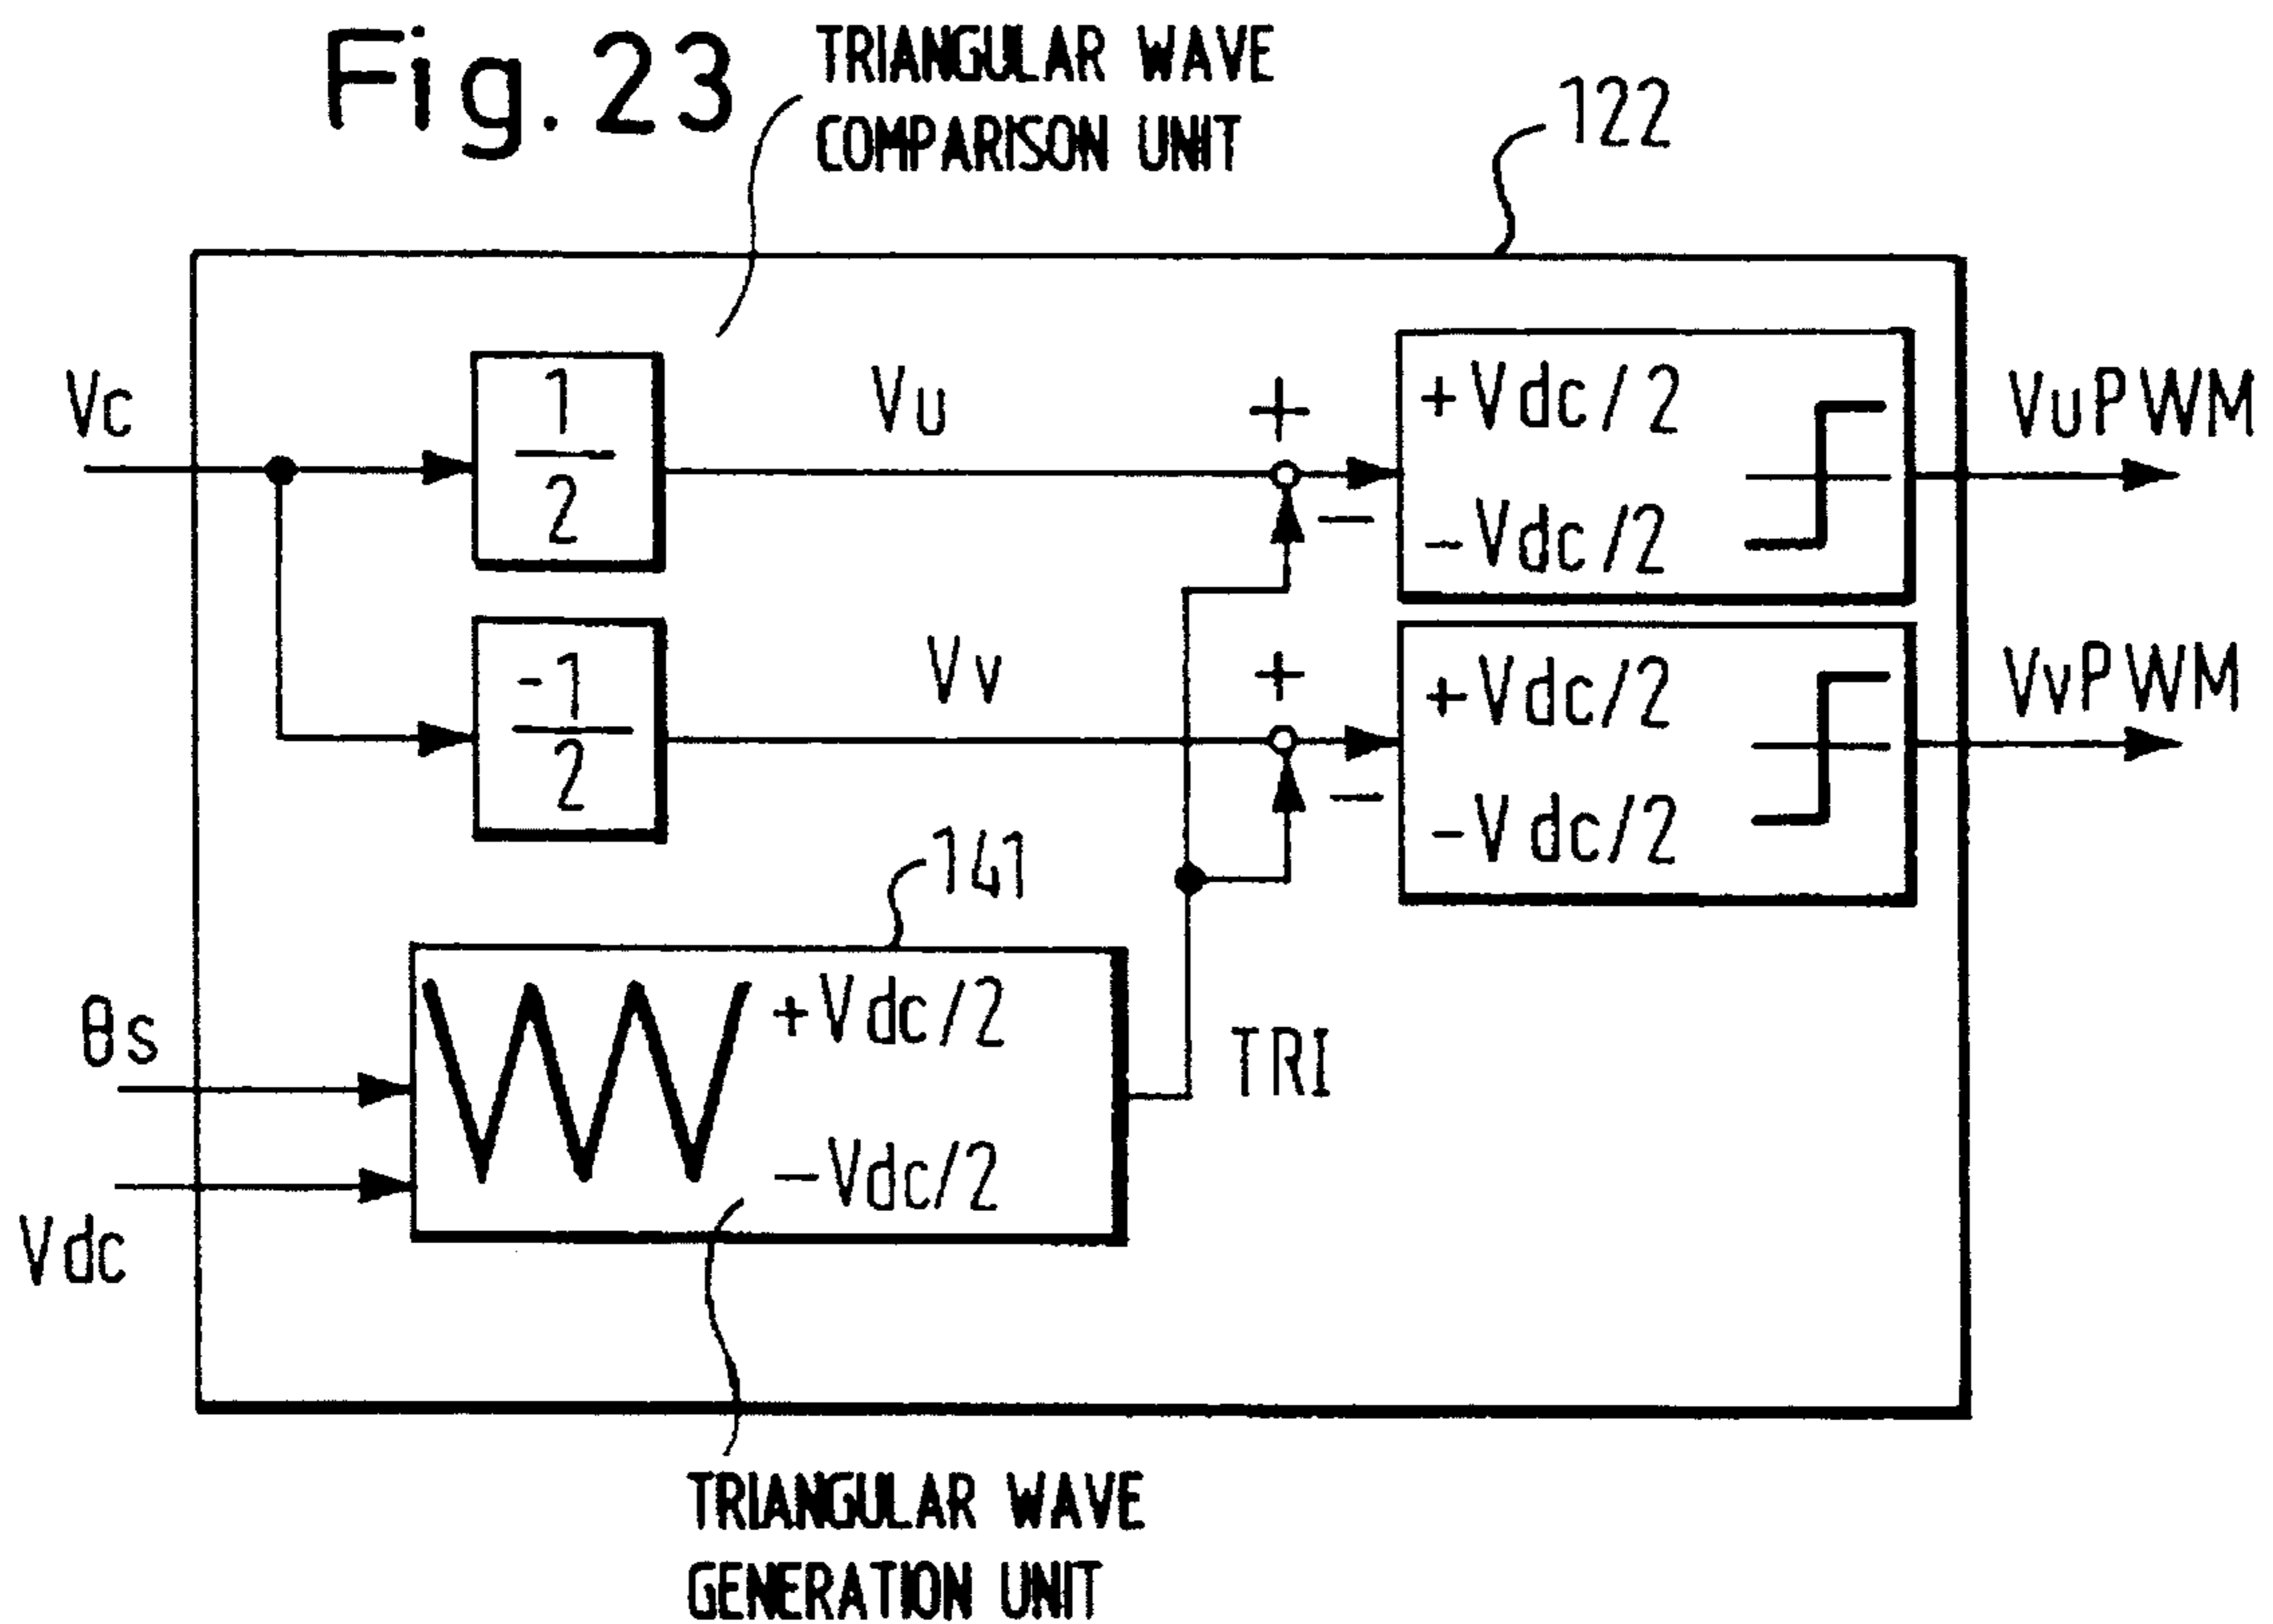 Fig. 23
TRIANGULAR WAVE
COMPARISON UNIT
122
Vc
1
2
Vu
+
−
+Vdc/2
-Vdc/2
VuPWM
-1
2
Vv
+
−
+Vdc/2
-Vdc/2
VvPWM
141
θs
Vdc
+Vdc/2
-Vdc/2
TRI
TRIANGULAR WAVE
GENERATION UNIT